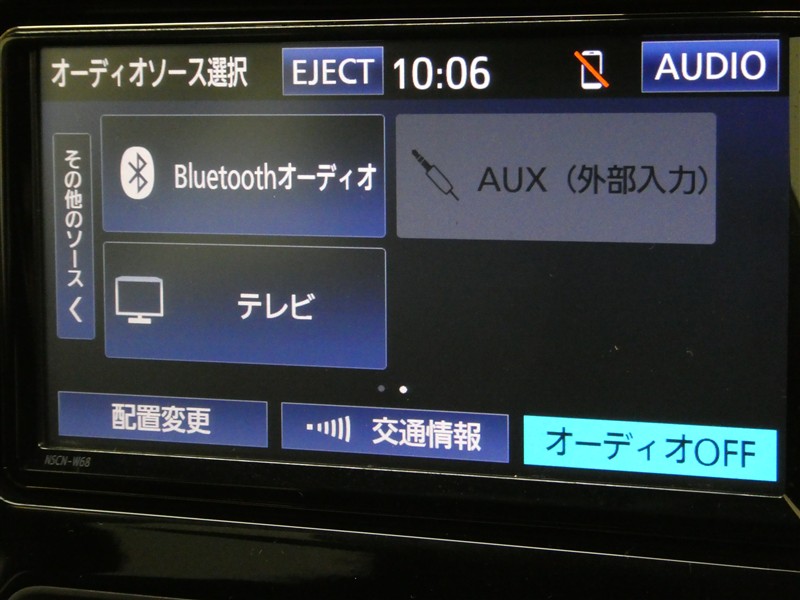 オーディオソース選択 EJECT 10:06 AUDIO
その他のソース
Bluetoothオーディオ
AUX（外部入力）
テレビ
配置変更
交通情報
オーディオOFF
NSCN-W68